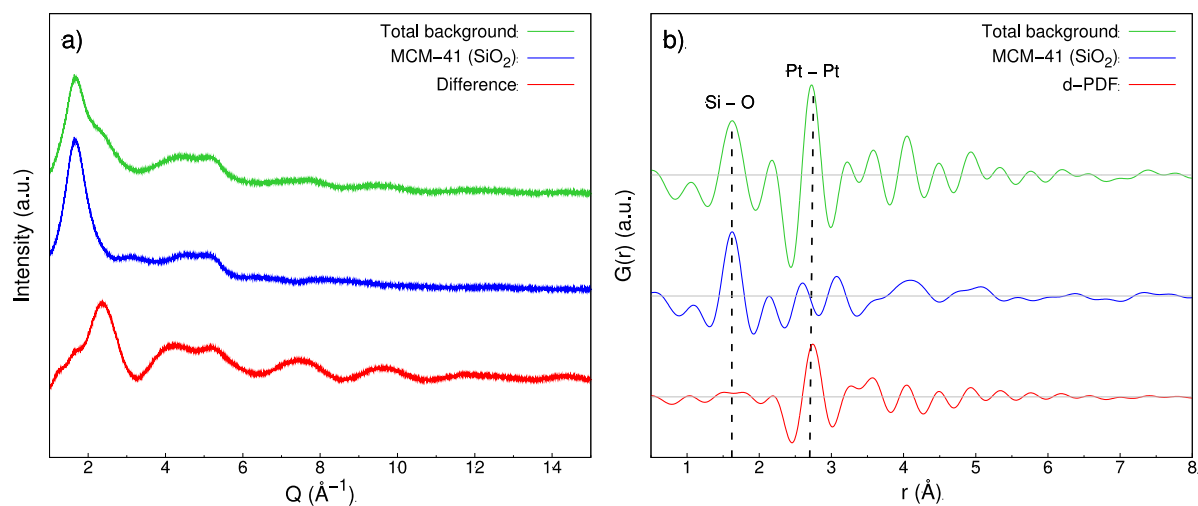 a)
Total background:
MCM−41 (SiO₂):
Difference:
Intensity (a.u.)
2 4 6 8 10 12 14
Q (Å⁻¹).
b).
Total background:
MCM−41 (SiO₂):
d−PDF:
Pt − Pt
Si − O
G(r) (a.u.)
1 2 3 4 5 6 7 8
r (Å).